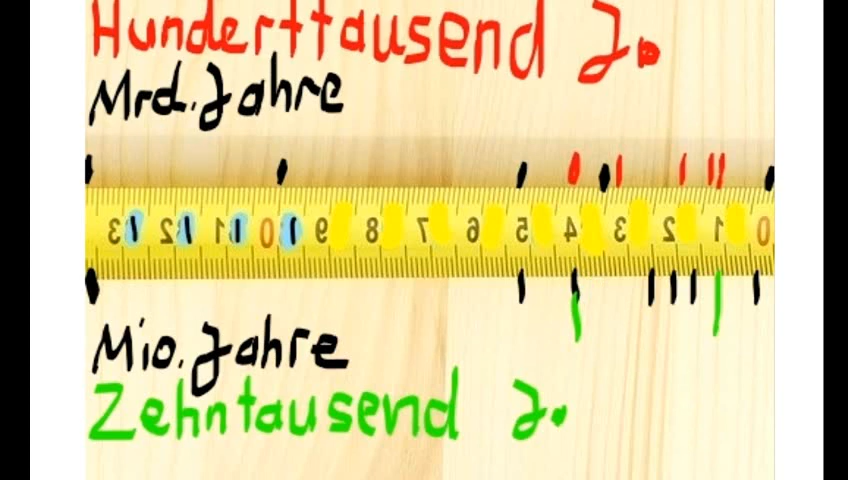 Hunderttausend J.
Mrd. Jahre
13 12 11 10 9 8 7 6 5 4 3 2 1 0
Mio. Jahre
Zehntausend J.